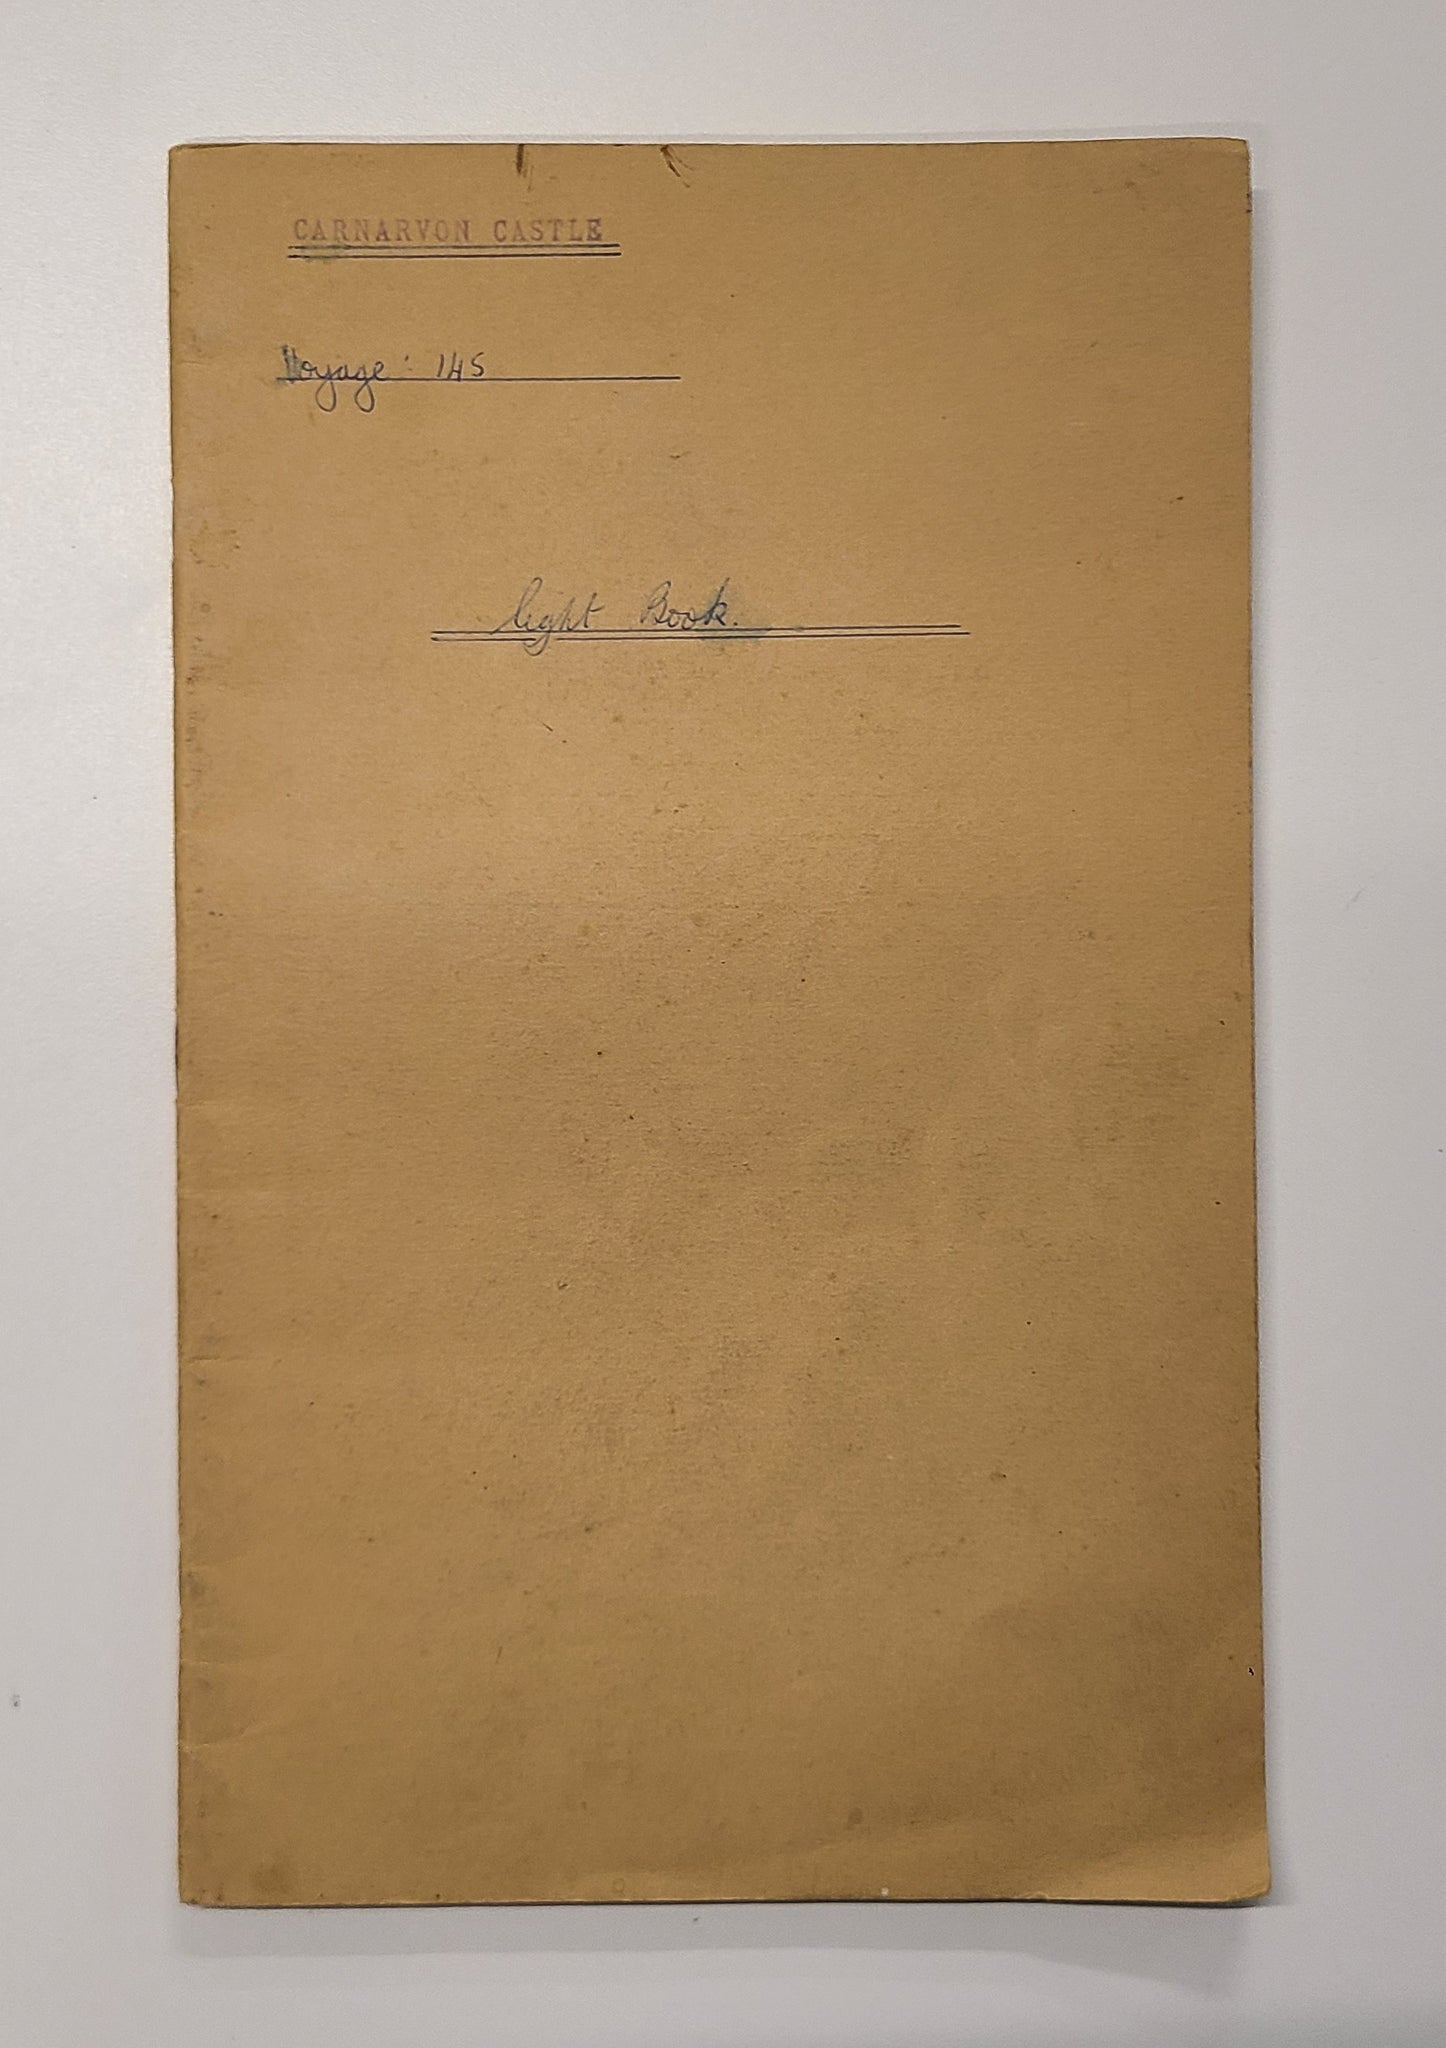 CARNARVON CASTLE
Voyage: 145
light Book.